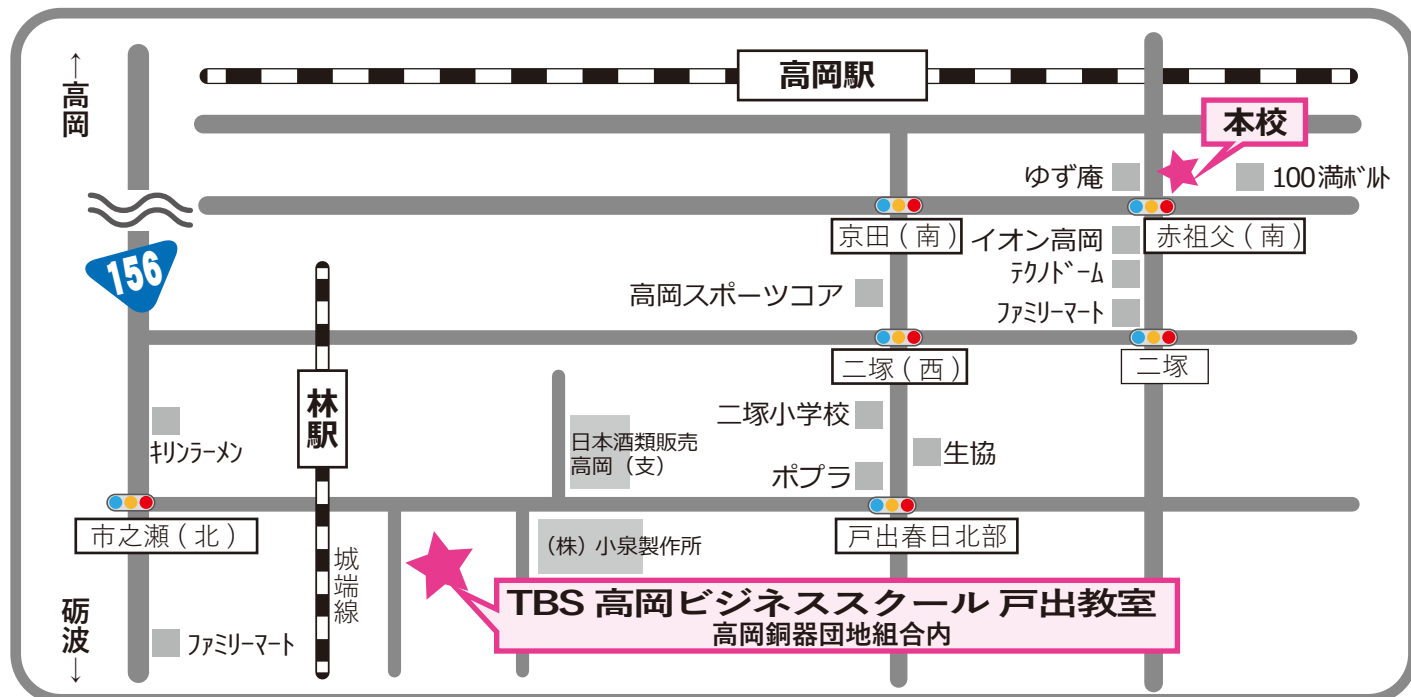 ←高岡
高岡駅
本校
ゆず庵
100満ﾎﾞﾙﾄ
京田(南)
イオン高岡
赤祖父(南)
ﾃｸﾉﾄﾞｰﾑ
156
高岡スポーツコア
ﾌｧﾐﾘｰﾏｰﾄ
二塚(西)
二塚
林駅
二塚小学校
ｷﾘﾝﾗｰﾒﾝ
日本酒類販売
高岡（支）
生協
ポプラ
市之瀬(北)
戸出春日北部
城端線
(株)小泉製作所
TBS 高岡ビジネススクール 戸出教室
高岡銅器団地組合内
砺波→
ﾌｧﾐﾘｰﾏｰﾄ